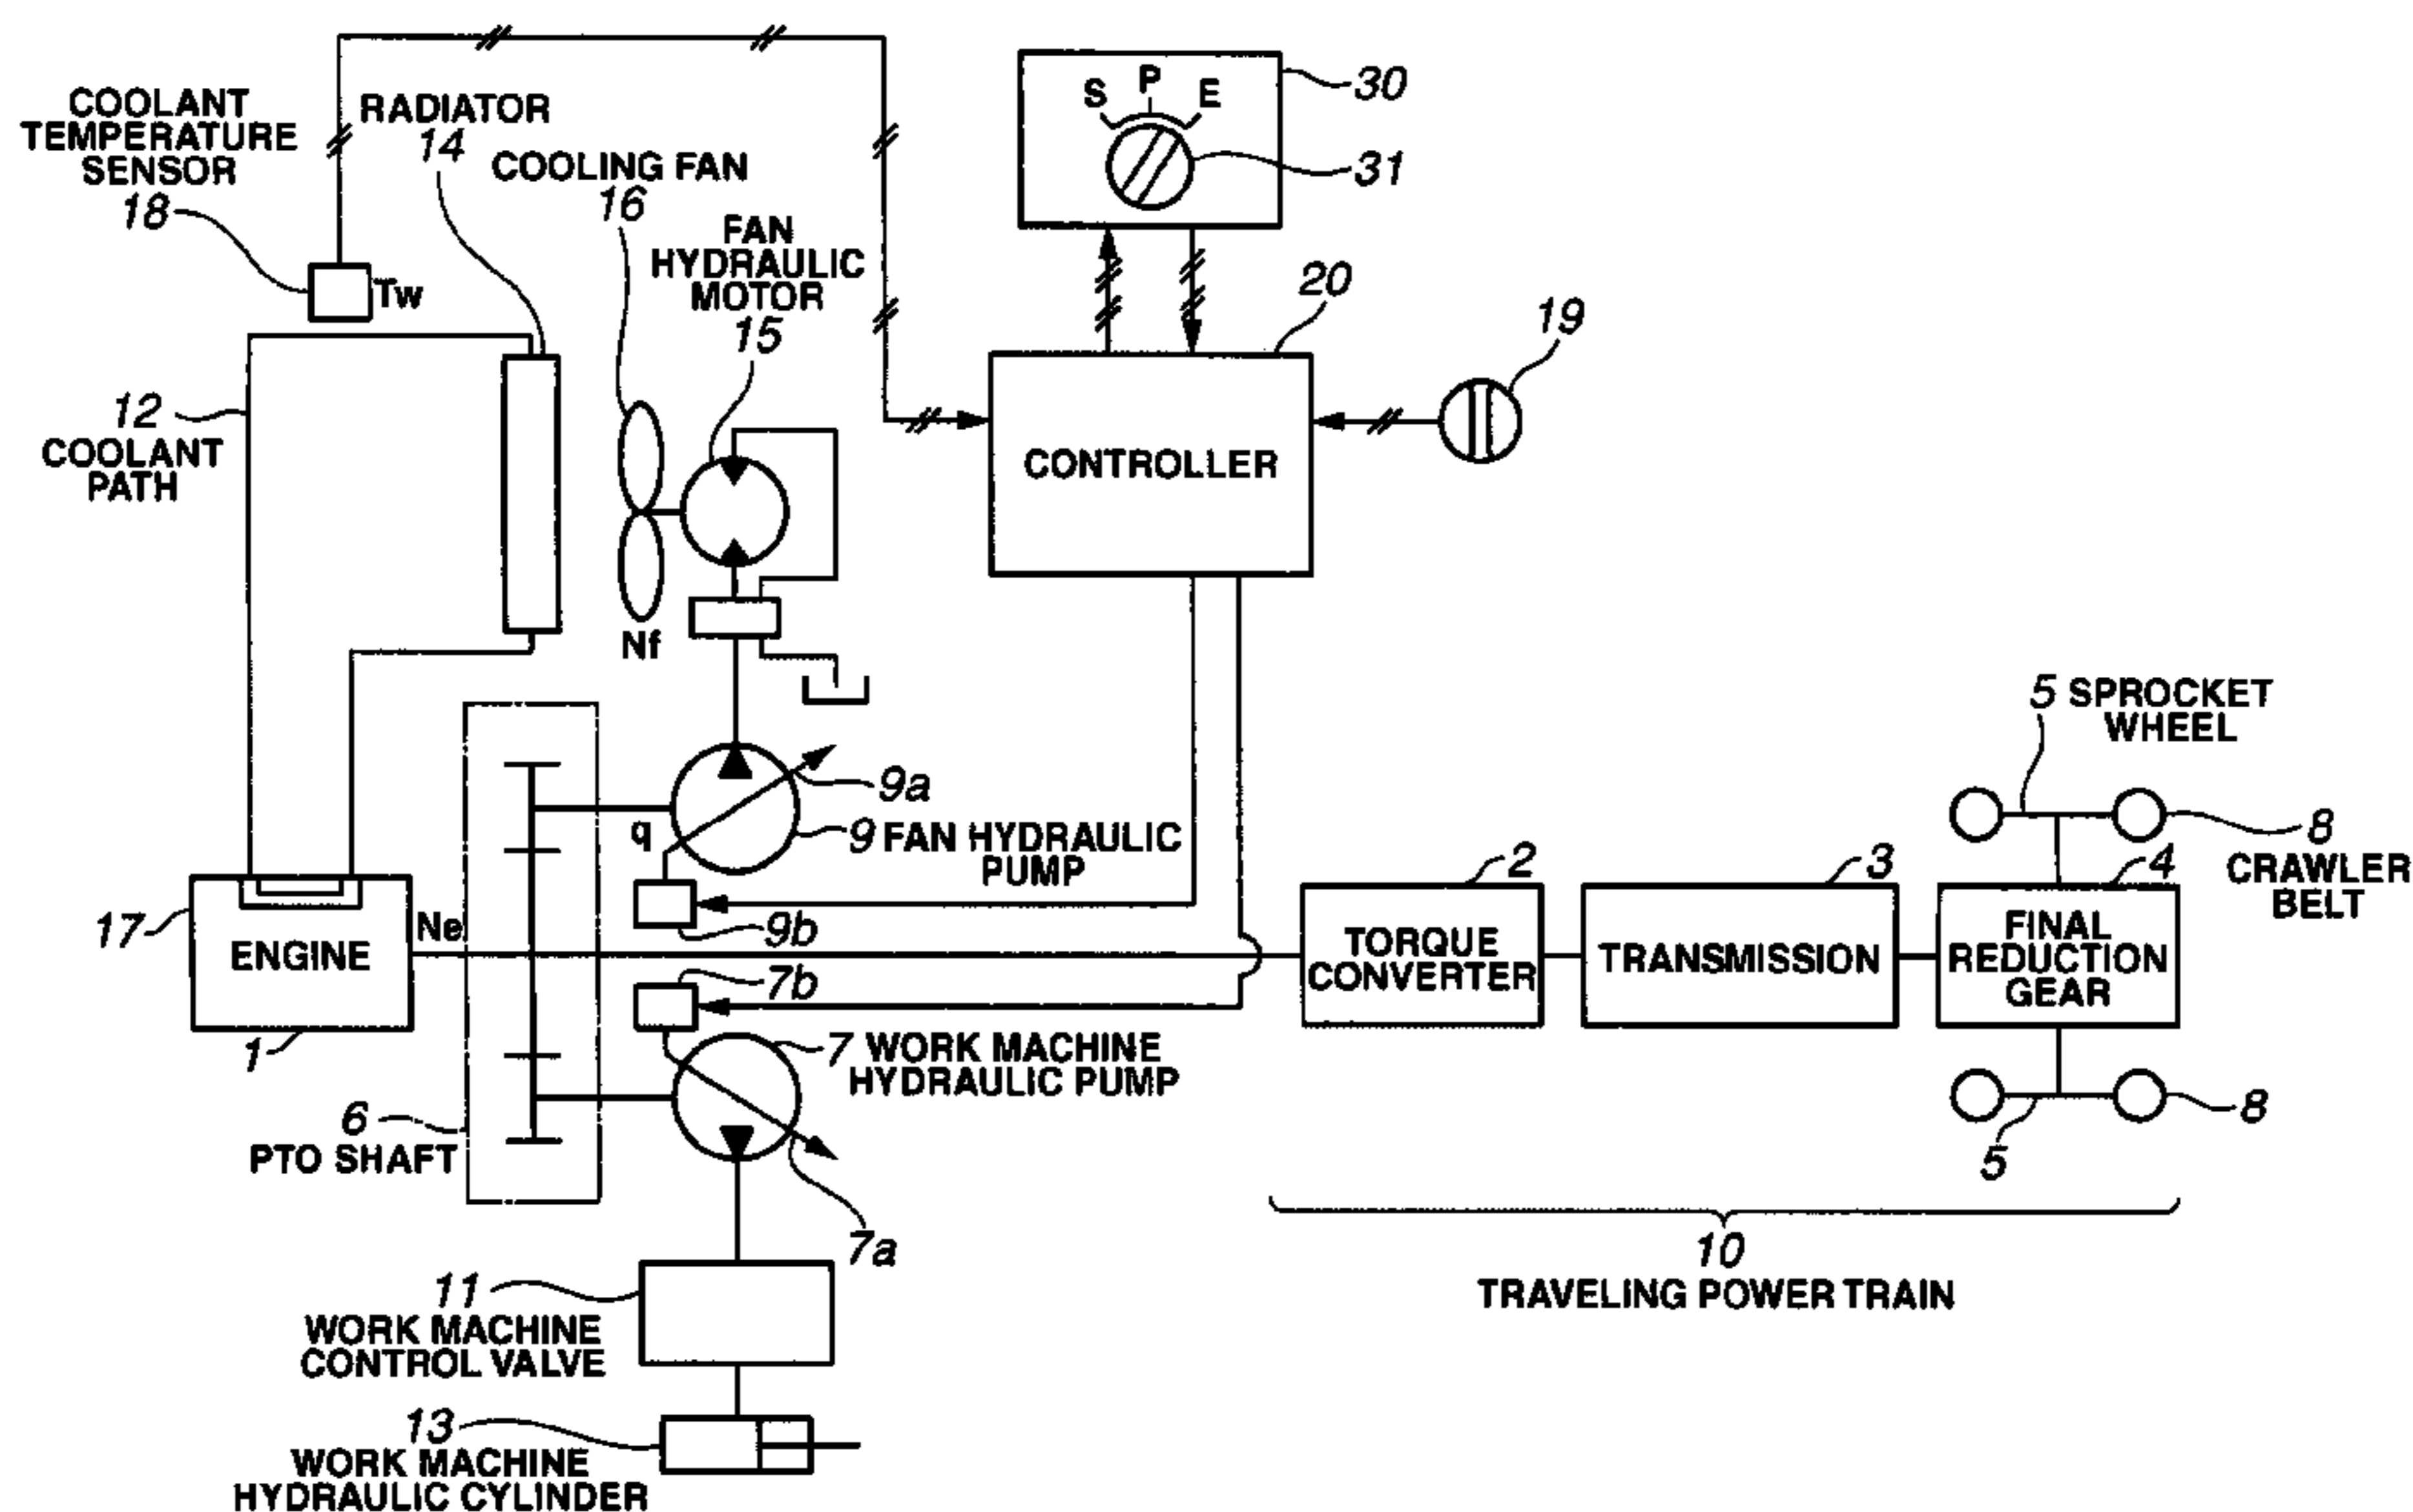 COOLANT
TEMPERATURE
SENSOR
18
Tw
RADIATOR
14
COOLING FAN
16
FAN
HYDRAULIC
MOTOR
15
S P E
30
31
20
19
CONTROLLER
12
COOLANT
PATH
Nf
5 SPROCKET
WHEEL
9a
q
9 FAN HYDRAULIC
PUMP
9b
8
CRAWLER
BELT
17
ENGINE
Ne
1
2
TORQUE
CONVERTER
3
TRANSMISSION
4
FINAL
REDUCTION
GEAR
7b
7 WORK MACHINE
HYDRAULIC PUMP
8
5
6
PTO SHAFT
7a
10
TRAVELING POWER TRAIN
11
WORK MACHINE
CONTROL VALVE
13
WORK MACHINE
HYDRAULIC CYLINDER